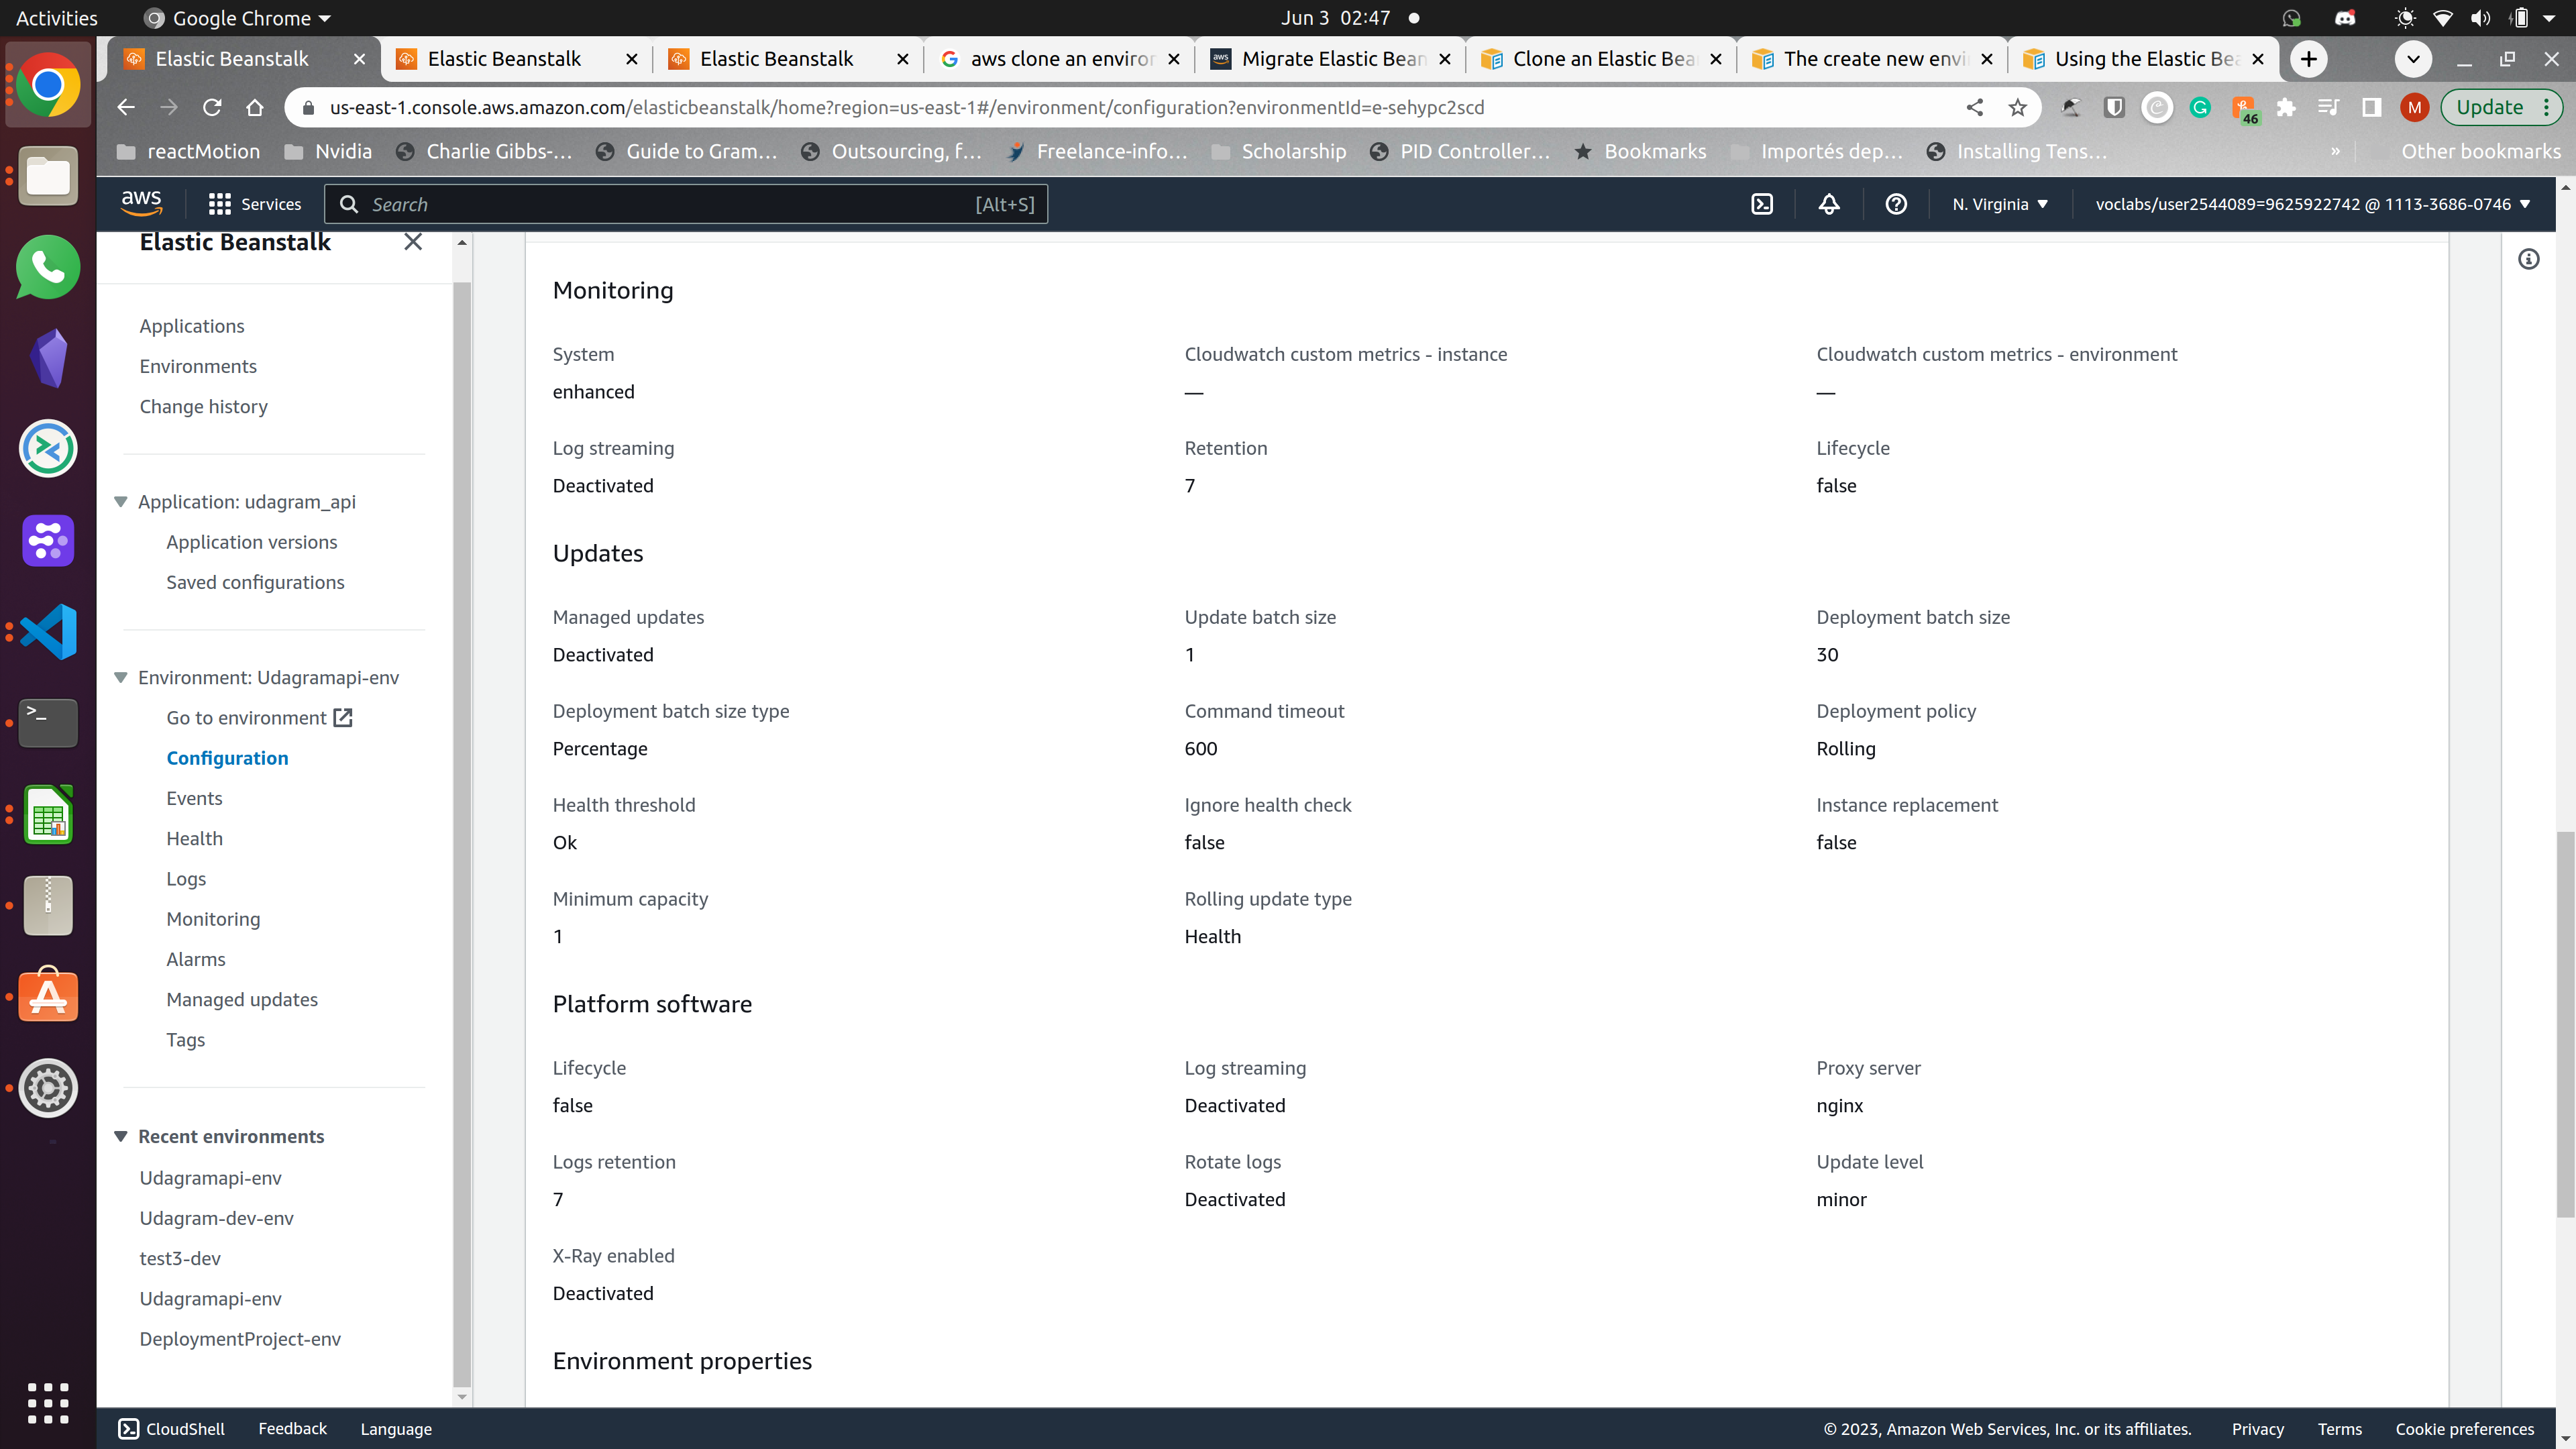 Activities
Google Chrome
Jun 3 02:47
Elastic Beanstalk
Elastic Beanstalk
Elastic Beanstalk
aws clone an enviror
Migrate Elastic Bean
Clone an Elastic Bea
The create new envi
Using the Elastic Bea
us-east-1.console.aws.amazon.com/elasticbeanstalk/home?region=us-east-1#/environment/configuration?environmentId=e-sehypc2scd
46
M
Update
reactMotion
Nvidia
Charlie Gibbs-...
Guide to Gram...
Outsourcing, f...
Freelance-info...
Scholarship
PID Controller...
Bookmarks
Importés dep...
Installing Tens...
»
Other bookmarks
aws
Services
Search
[Alt+S]
N. Virginia
voclabs/user2544089=9625922742 @ 1113-3686-0746
Elastic Beanstalk
Applications
Environments
Change history
Application: udagram_api
Application versions
Saved configurations
Environment: Udagramapi-env
Go to environment
Configuration
Events
Health
Logs
Monitoring
Alarms
Managed updates
Tags
Recent environments
Udagramapi-env
Udagram-dev-env
test3-dev
Udagramapi-env
DeploymentProject-env
Monitoring
System
enhanced
Cloudwatch custom metrics - instance
—
Cloudwatch custom metrics - environment
—
Log streaming
Deactivated
Retention
7
Lifecycle
false
Updates
Managed updates
Deactivated
Update batch size
1
Deployment batch size
30
Deployment batch size type
Percentage
Command timeout
600
Deployment policy
Rolling
Health threshold
Ok
Ignore health check
false
Instance replacement
false
Minimum capacity
1
Rolling update type
Health
Platform software
Lifecycle
false
Log streaming
Deactivated
Proxy server
nginx
Logs retention
7
Rotate logs
Deactivated
Update level
minor
X-Ray enabled
Deactivated
Environment properties
CloudShell
Feedback
Language
© 2023, Amazon Web Services, Inc. or its affiliates.
Privacy
Terms
Cookie preferences